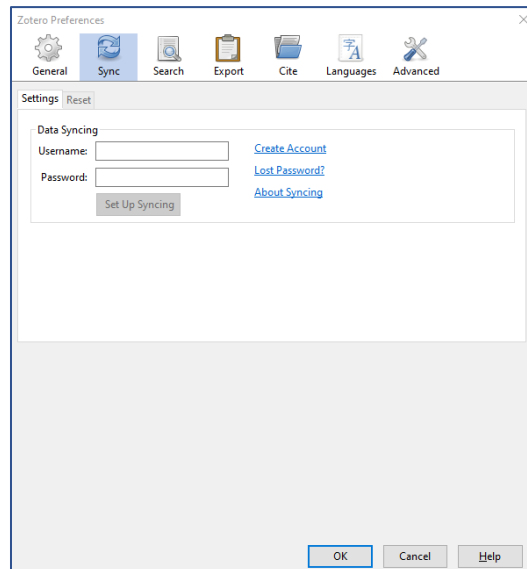 Zotero Preferences
General Sync Search Export Cite Languages Advanced
Settings Reset
Data Syncing
Username: Create Account
Password: Lost Password?
Set Up Syncing About Syncing
OK Cancel Help